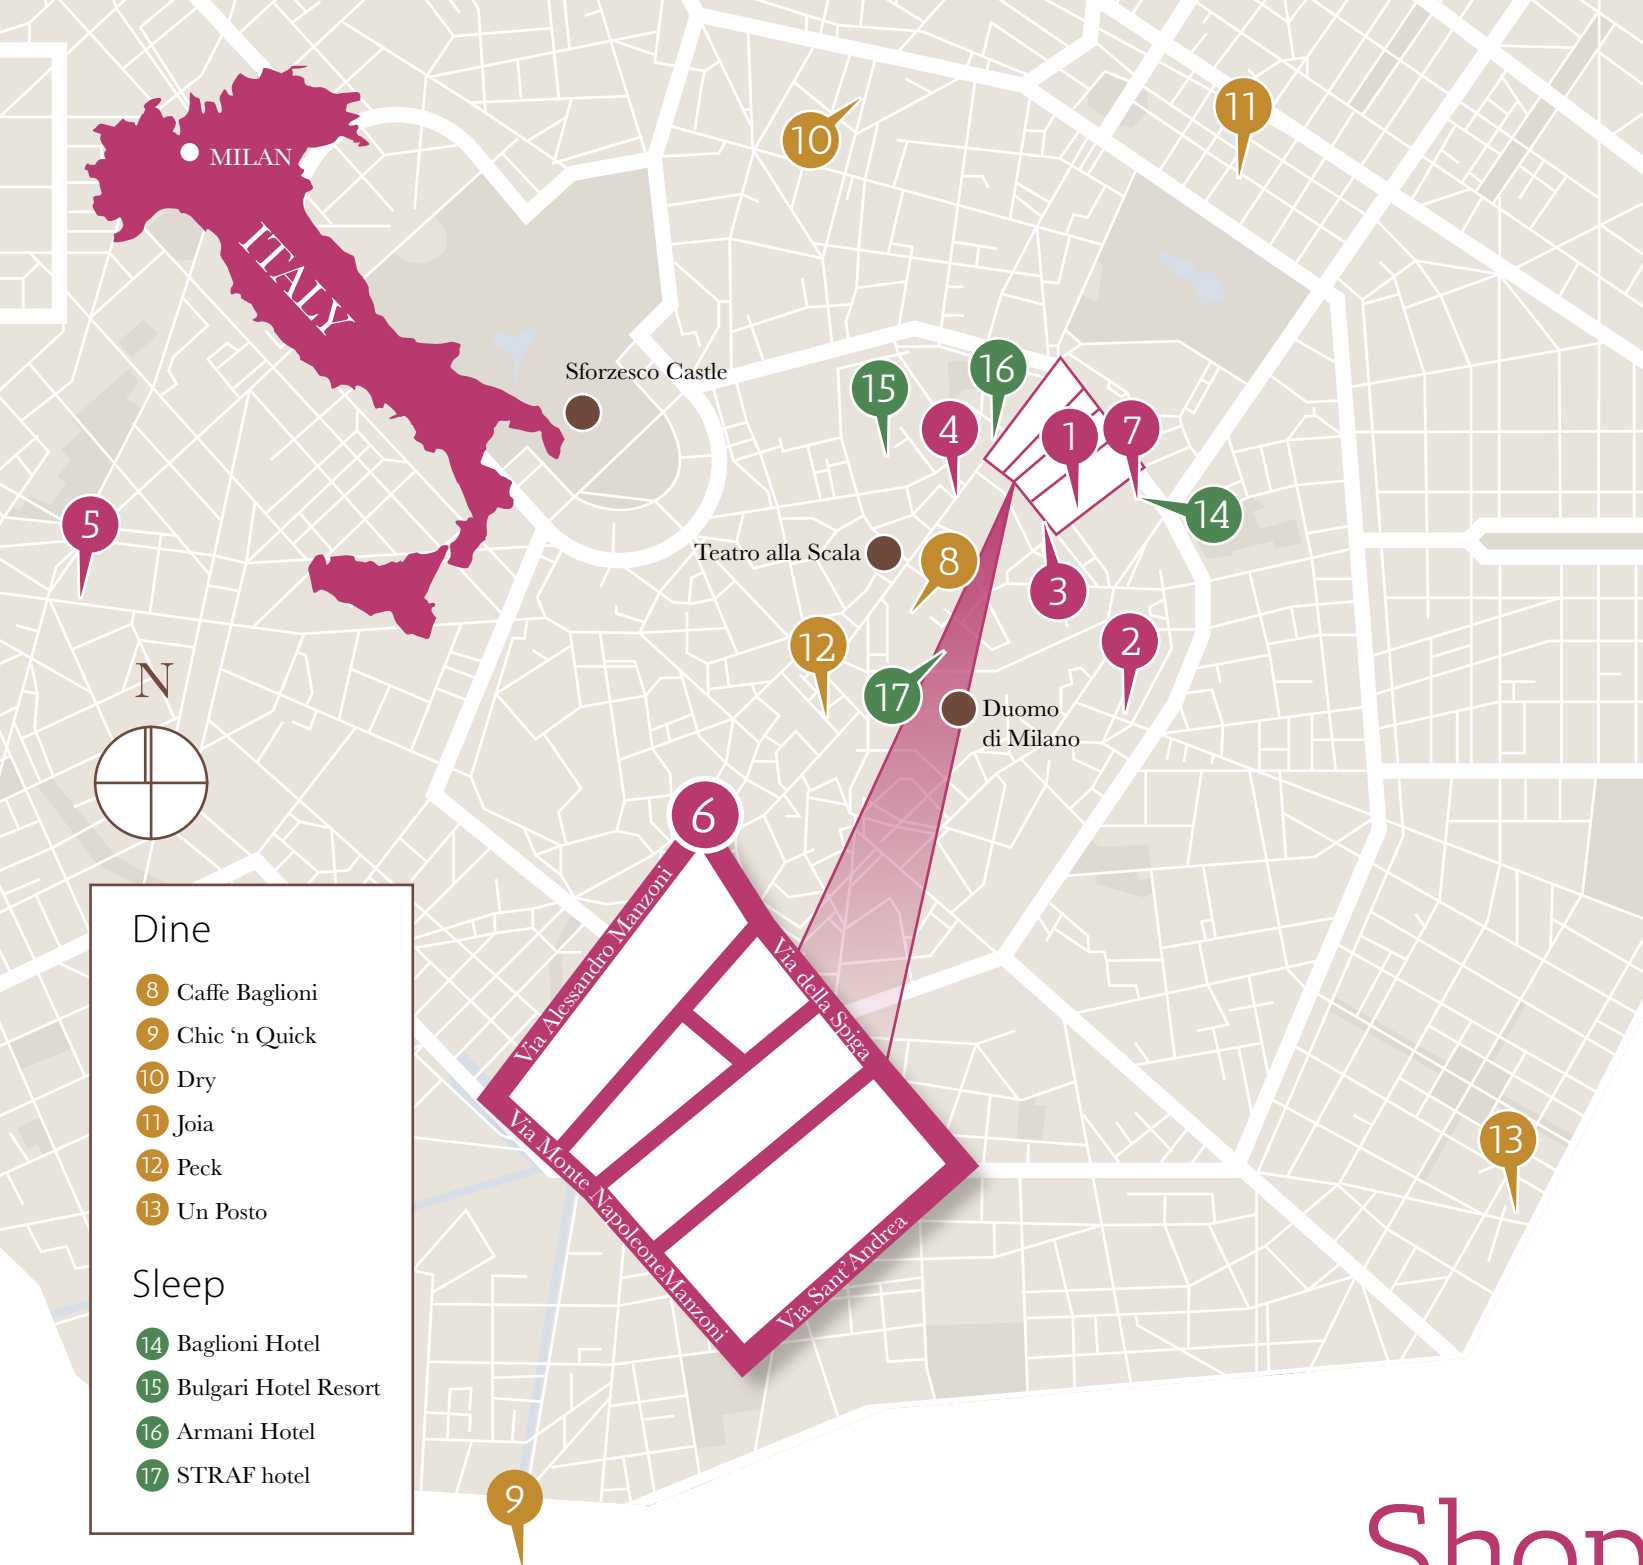 MILAN
ITALY
10
11
Sforzesco Castle
15
16
4
1
7
5
14
Teatro alla Scala
8
3
12
2
17
Duomo
di Milano
N
6
Via Alessandro Manzoni
Via della Spiga
Via Monte NapoleoneManzoni
Via Sant'Andrea
13
9
Dine
8 Caffe Baglioni
9 Chic ‘n Quick
10 Dry
11 Joia
12 Peck
13 Un Posto
Sleep
14 Baglioni Hotel
15 Bulgari Hotel Resort
16 Armani Hotel
17 STRAF hotel
Shop